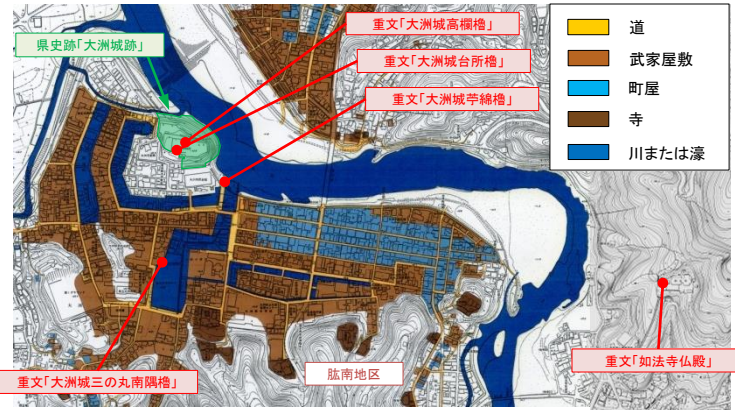 重文「大洲城高欄櫓」
県史跡「大洲城跡」
重文「大洲城台所櫓」
重文「大洲城苧綿櫓」
道
武家屋敷
町屋
寺
川または濠
重文「如法寺仏殿」
肱南地区
重文「大洲城三の丸南隅櫓」